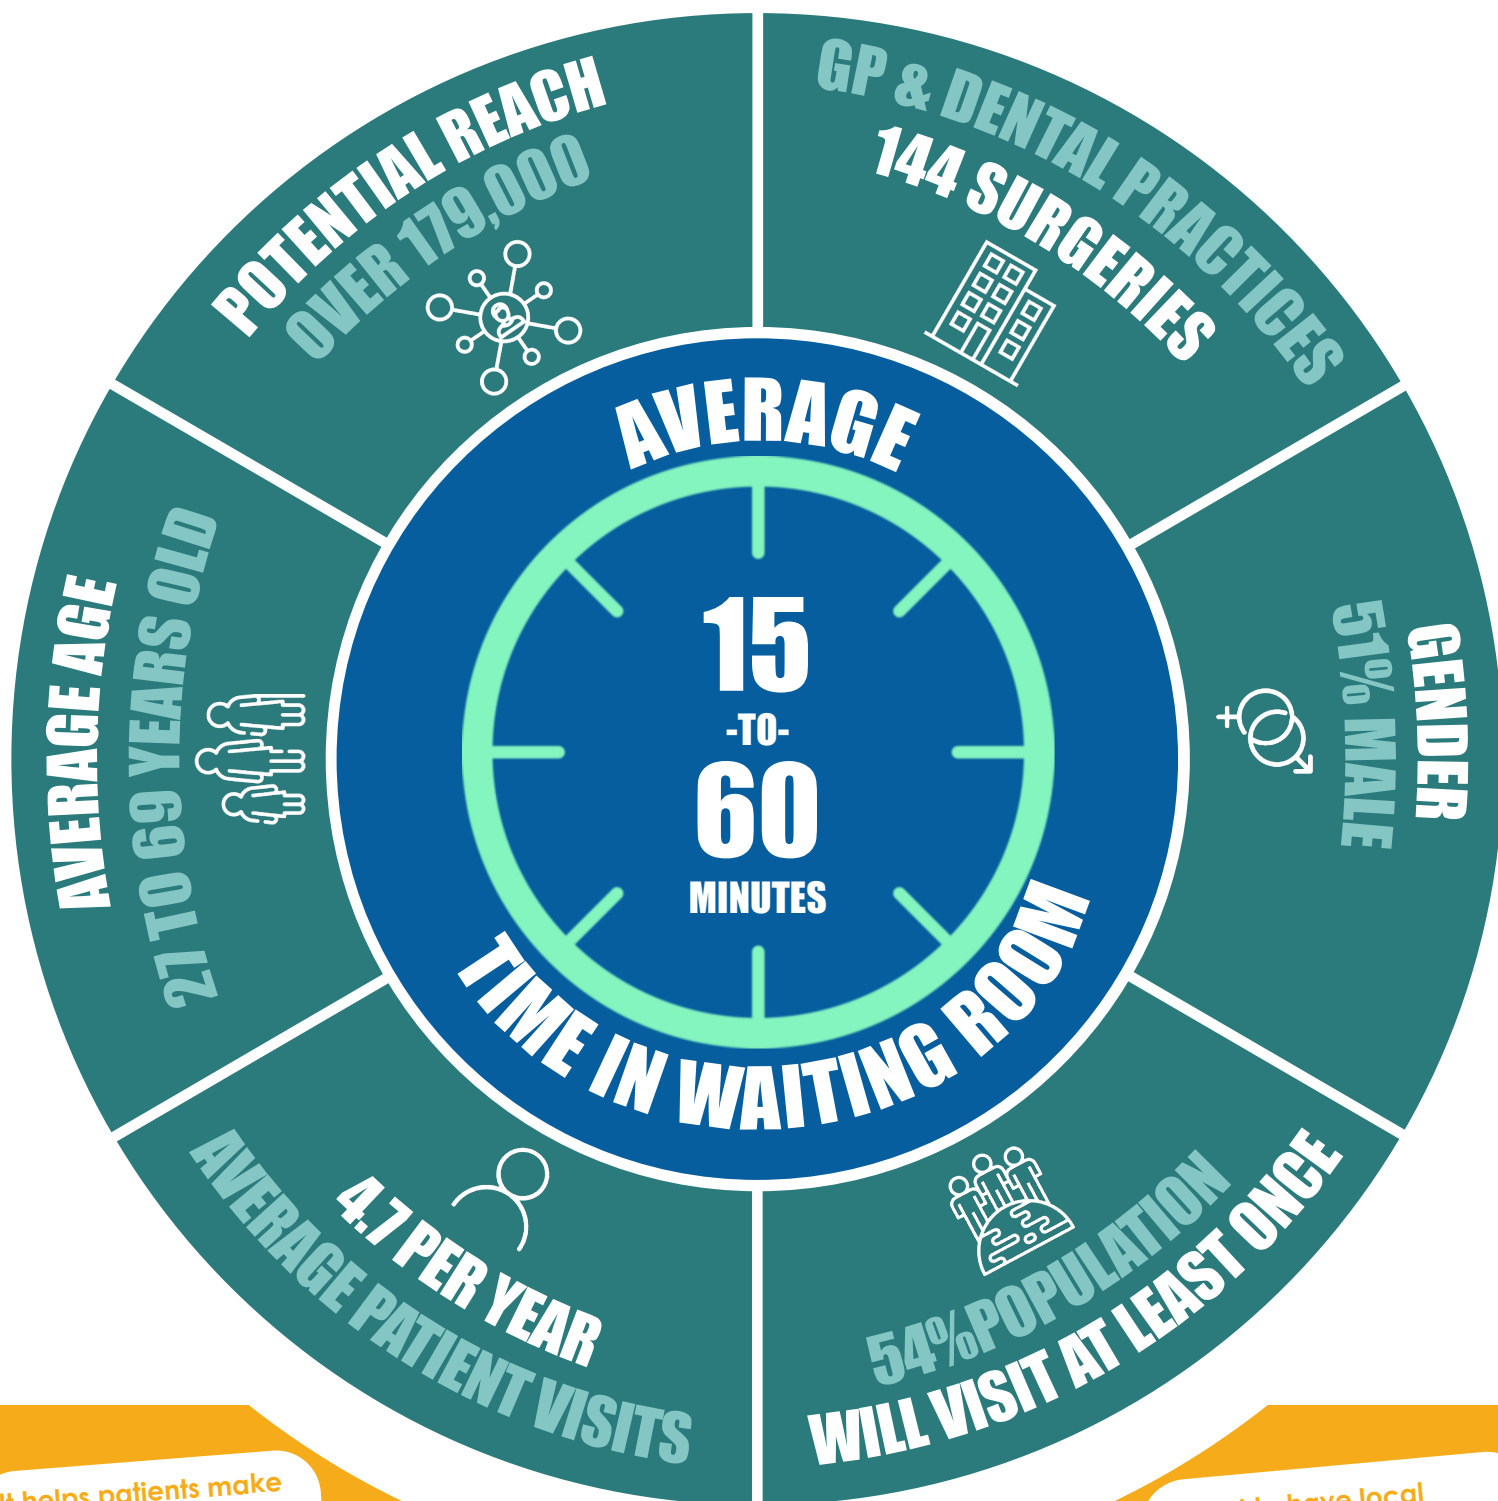 POTENTIAL REACH
OVER 179,000
GP & DENTAL PRACTICES
144 SURGERIES
GENDER
51% MALE
54%POPULATION
WILL VISIT AT LEAST ONCE
4.7 PER YEAR
AVERAGE PATIENT VISITS
AVERAGE AGE
27 TO 69 YEARS OLD
AVERAGE
15
-TO-
60
MINUTES
TIME IN WAITING ROOM
helps patients make
have local